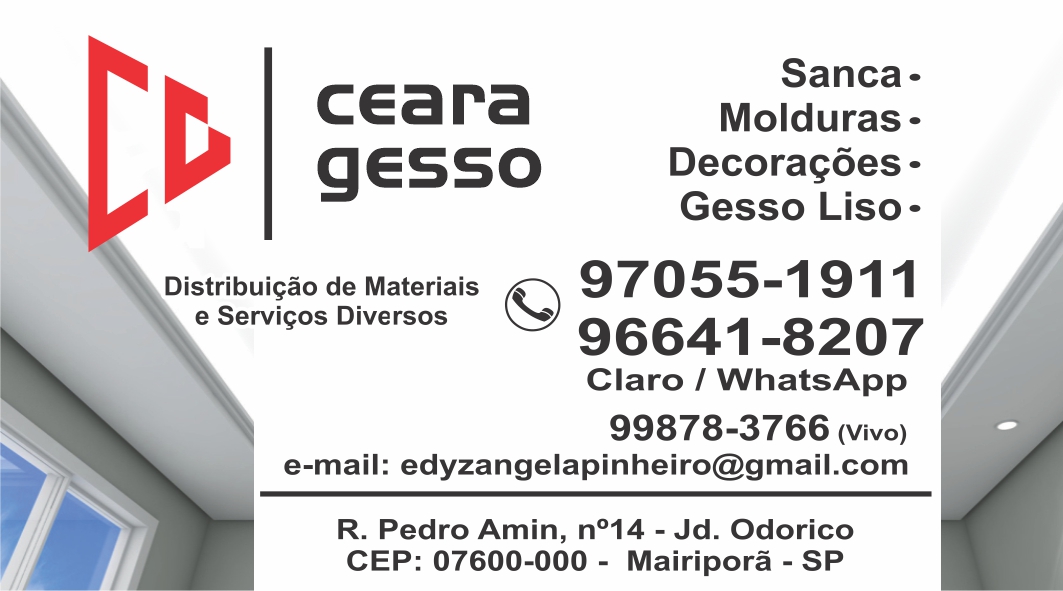 ceara
gesso
Sanca •
Molduras •
Decorações •
Gesso Liso •
Distribuição de Materiais
e Serviços Diversos
97055-1911
96641-8207
Claro / WhatsApp
99878-3766 (Vivo)
e-mail: edyzangelapinheiro@gmail.com
R. Pedro Amin, nº14 - Jd. Odorico
CEP: 07600-000 - Mairiporã - SP